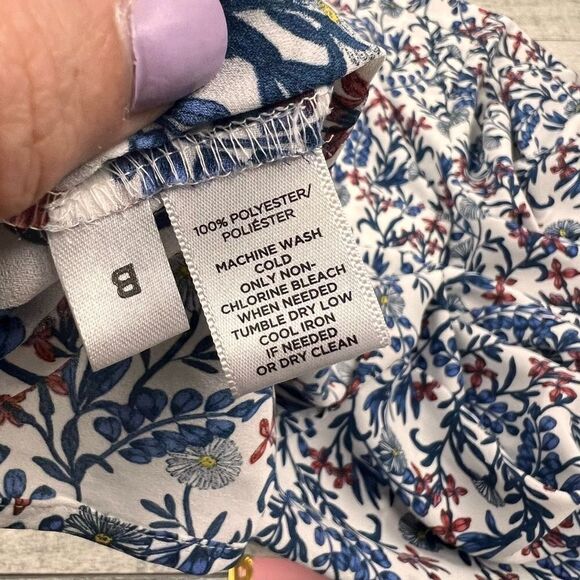 B
100% POLYESTER/
POLIÉSTER
MACHINE WASH
COLD
ONLY NON-
CHLORINE BLEACH
WHEN NEEDED
TUMBLE DRY LOW
COOL IRON
IF NEEDED
OR DRY CLEAN